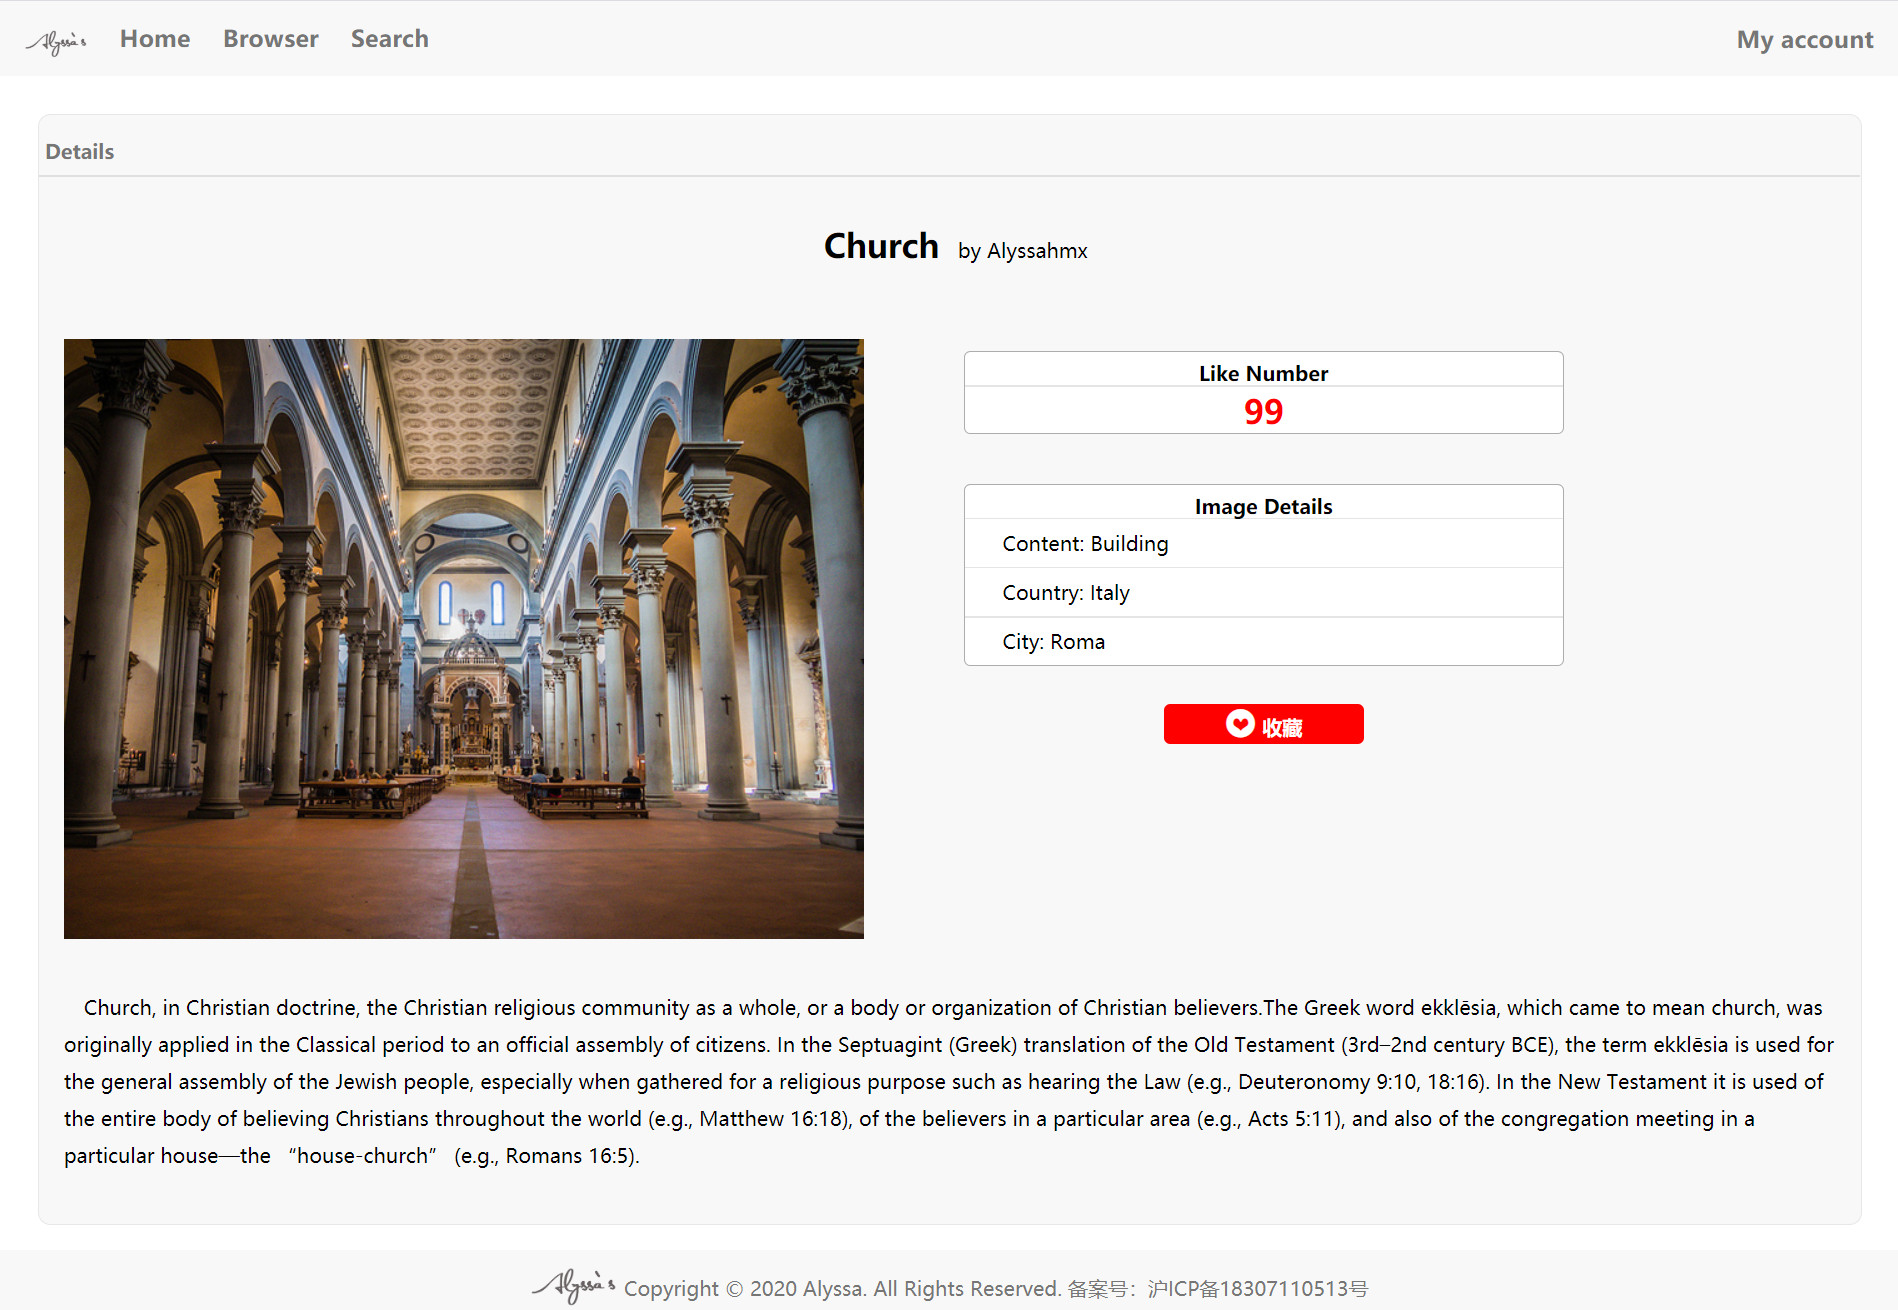 Alyssa's Home Browser Search My account
Details
Church by Alyssahmx
Like Number
99
Image Details
Content: Building
Country: Italy
City: Roma
收藏
Church, in Christian doctrine, the Christian religious community as a whole, or a body or organization of Christian believers.The Greek word ekklēsia, which came to mean church, was
originally applied in the Classical period to an official assembly of citizens. In the Septuagint (Greek) translation of the Old Testament (3rd–2nd century BCE), the term ekklēsia is used for
the general assembly of the Jewish people, especially when gathered for a religious purpose such as hearing the Law (e.g., Deuteronomy 9:10, 18:16). In the New Testament it is used of
the entire body of believing Christians throughout the world (e.g., Matthew 16:18), of the believers in a particular area (e.g., Acts 5:11), and also of the congregation meeting in a
particular house—the “house-church” (e.g., Romans 16:5).
Alyssa's Copyright © 2020 Alyssa. All Rights Reserved. 备案号：沪ICP备18307110513号